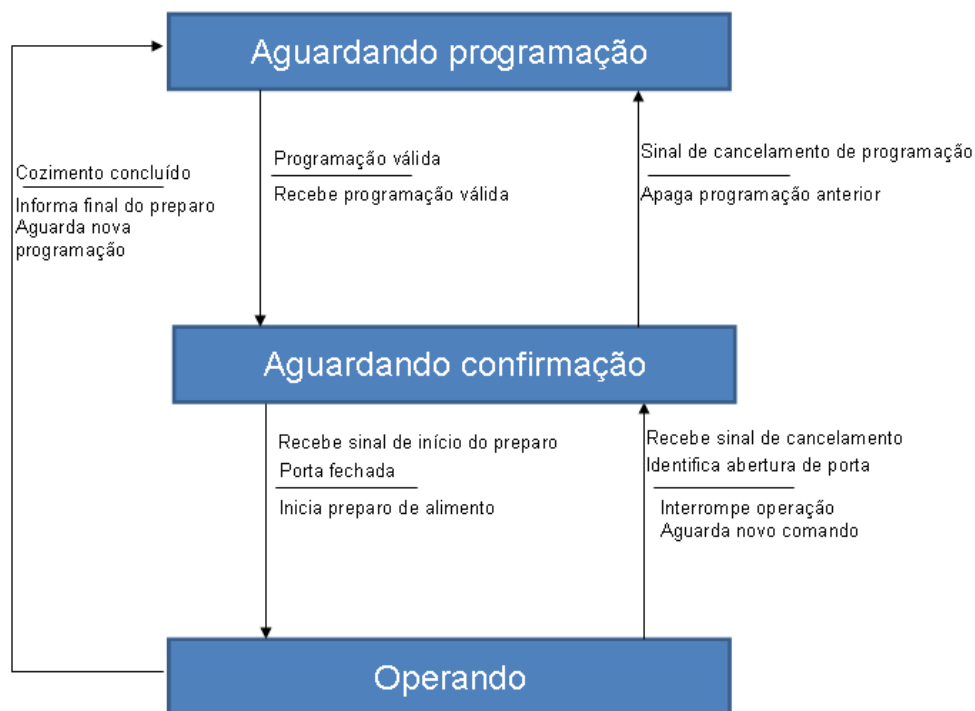 Aguardando programação
Cozimento concluído
Informa final do preparo
Aguarda nova
programação
Programação válida
Recebe programação válida
Sinal de cancelamento de programação
Apaga programação anterior
Aguardando confirmação
Recebe sinal de início do preparo
Porta fechada
Inicia preparo de alimento
Recebe sinal de cancelamento
Identifica abertura de porta
Interrompe operação
Aguarda novo comando
Operando